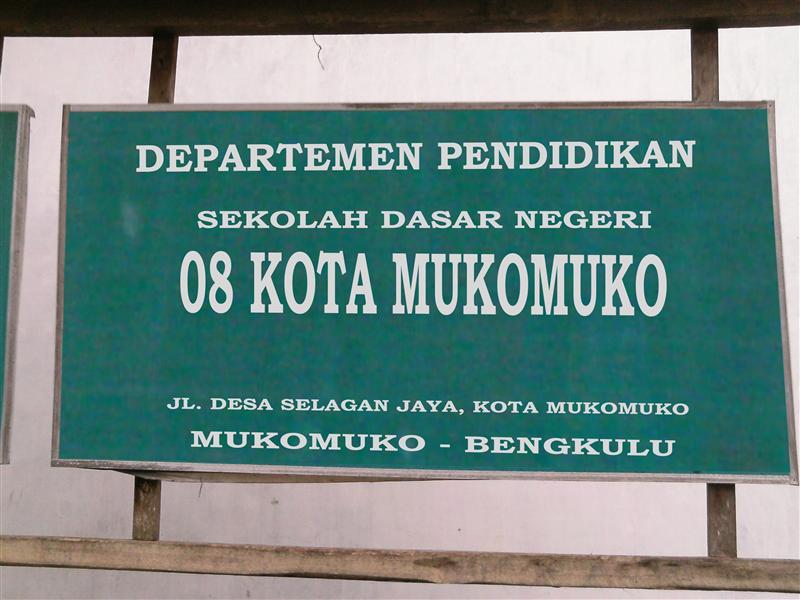 DEPARTEMEN PENDIDIKAN
SEKOLAH DASAR NEGERI
08 KOTA MUKOMUKO
JL. DESA SELAGAN JAYA, KOTA MUKOMUKO
MUKOMUKO - BENGKULU